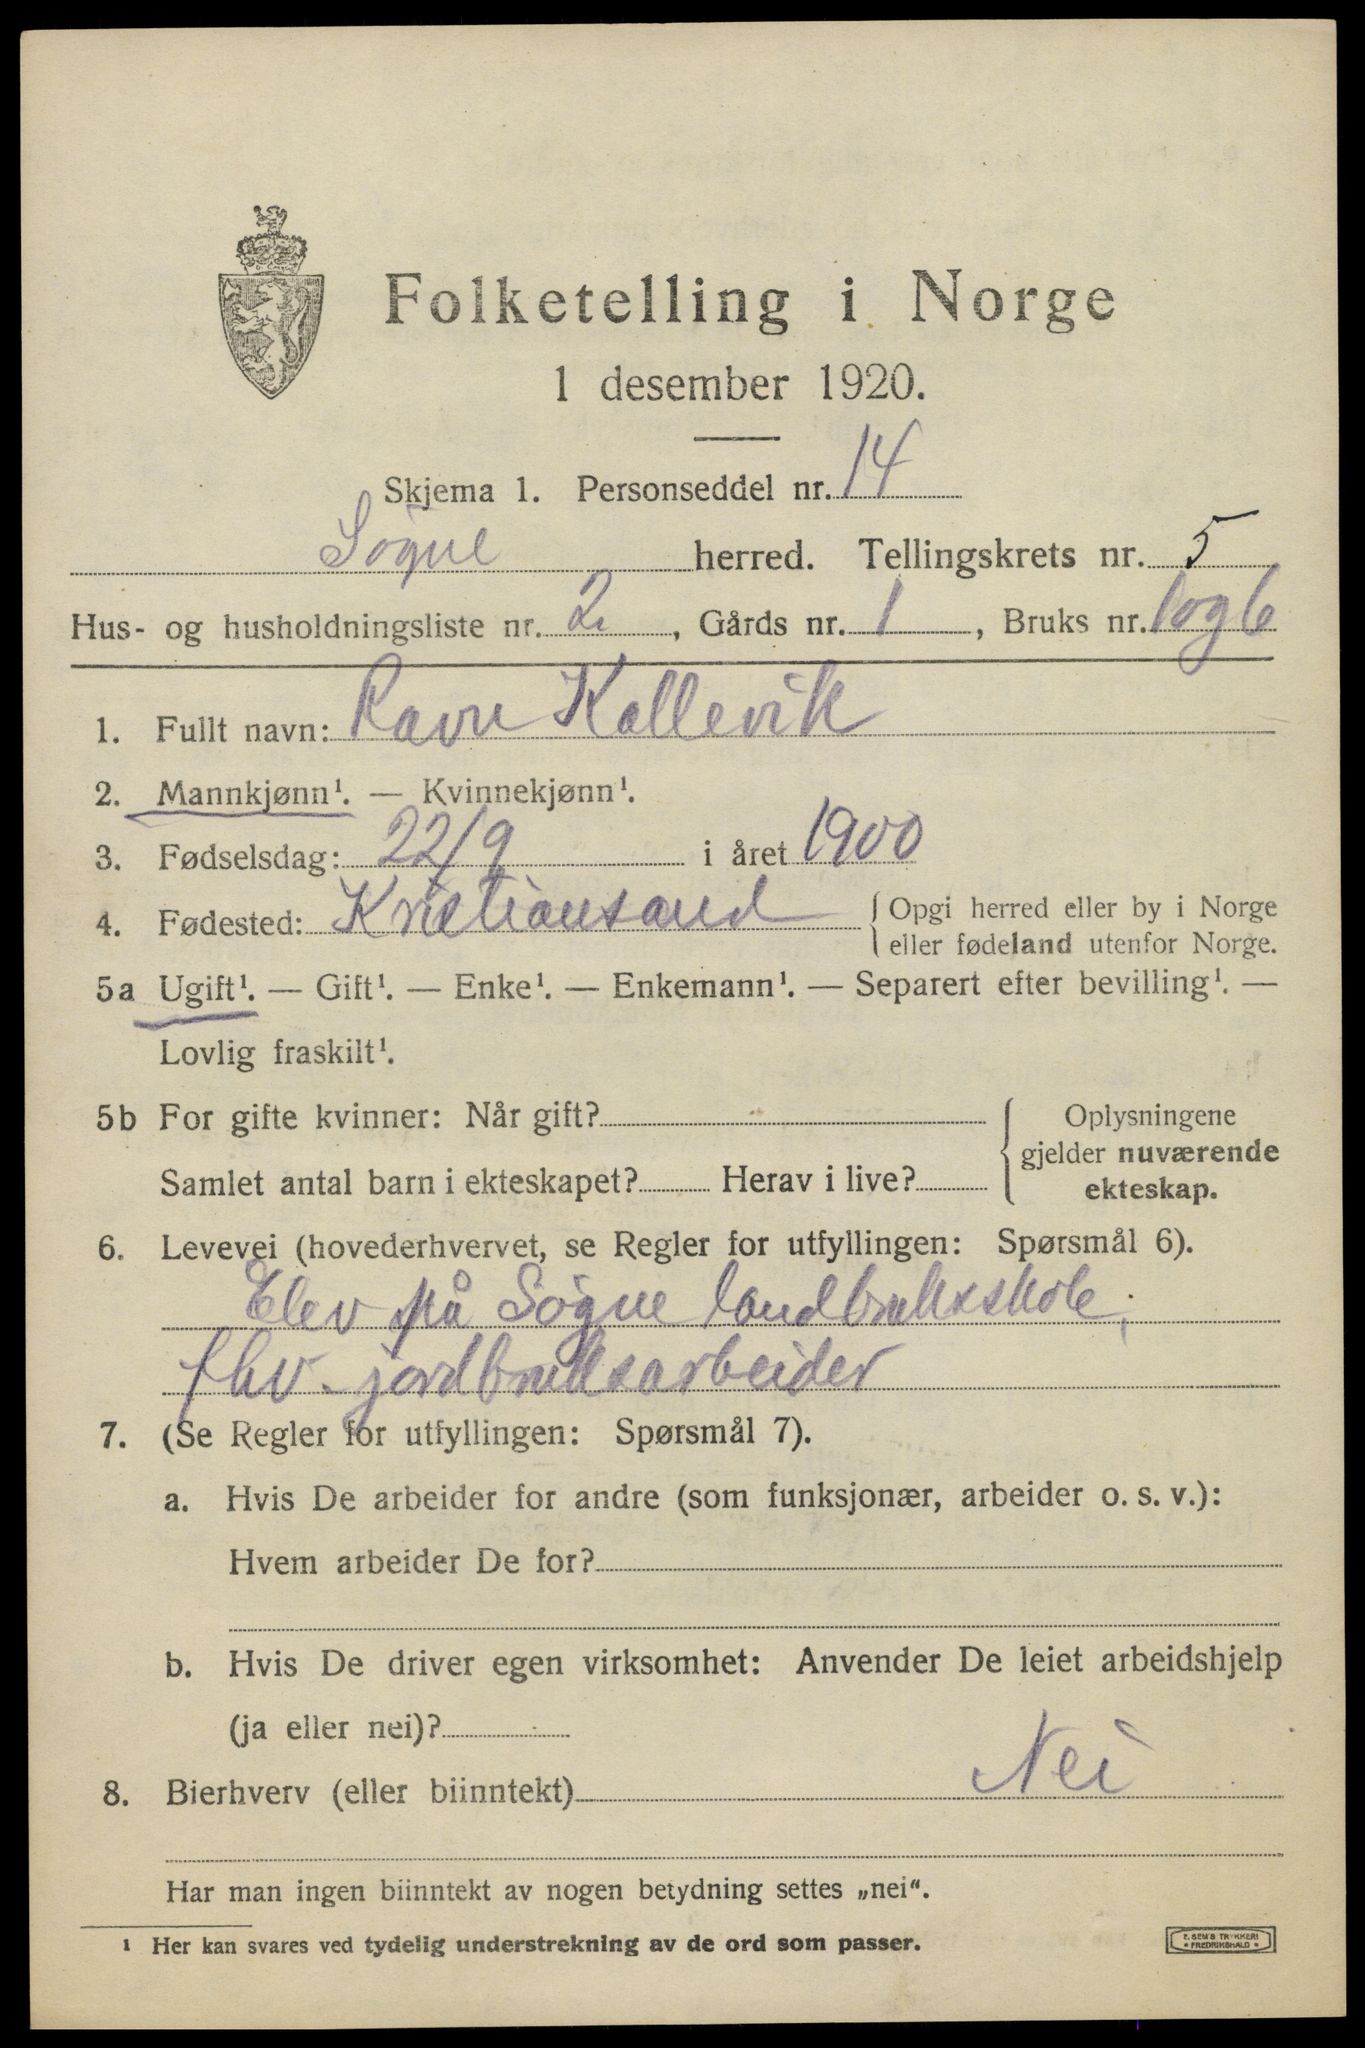 Folketelling i Norge
1 desember 1920.
Skjema 1. Personseddel nr. 14
Søgne herred. Tellingskrets nr. 5
Hus- og husholdningsliste nr. 2, Gårds nr. 1, Bruks nr. 1og6
1. Fullt navn: Ravn Kallevik
2. Mannkjønn¹. — Kvinnekjønn¹.
3. Fødselsdag: 22/9 i året 1900
4. Fødested: Kristiansand { Opgi herred eller by i Norge
eller fødeland utenfor Norge.
5a Ugift¹. — Gift¹. — Enke¹. — Enkemann¹. — Separert efter bevilling¹. —
Lovlig fraskilt¹.
5b For gifte kvinner: Når gift? { Oplysningene
gjelder nuværende
Samlet antal barn i ekteskapet? Herav i live? ekteskap.
6. Levevei (hovederhvervet, se Regler for utfyllingen: Spørsmål 6).
Elev på Søgne landbruksskole,
fhv. jordbruksarbeider
7. (Se Regler for utfyllingen: Spørsmål 7).
a. Hvis De arbeider for andre (som funksjonær, arbeider o. s. v.):
Hvem arbeider De for?
b. Hvis De driver egen virksomhet: Anvender De leiet arbeidshjelp
(ja eller nei)?
8. Bierhverv (eller biinntekt) Nei
Har man ingen biinntekt av nogen betydning settes „nei“.
¹ Her kan svares ved tydelig understrekning av de ord som passer.
E. SEM'S TRYKKERI
• FREDRIKSHALD •